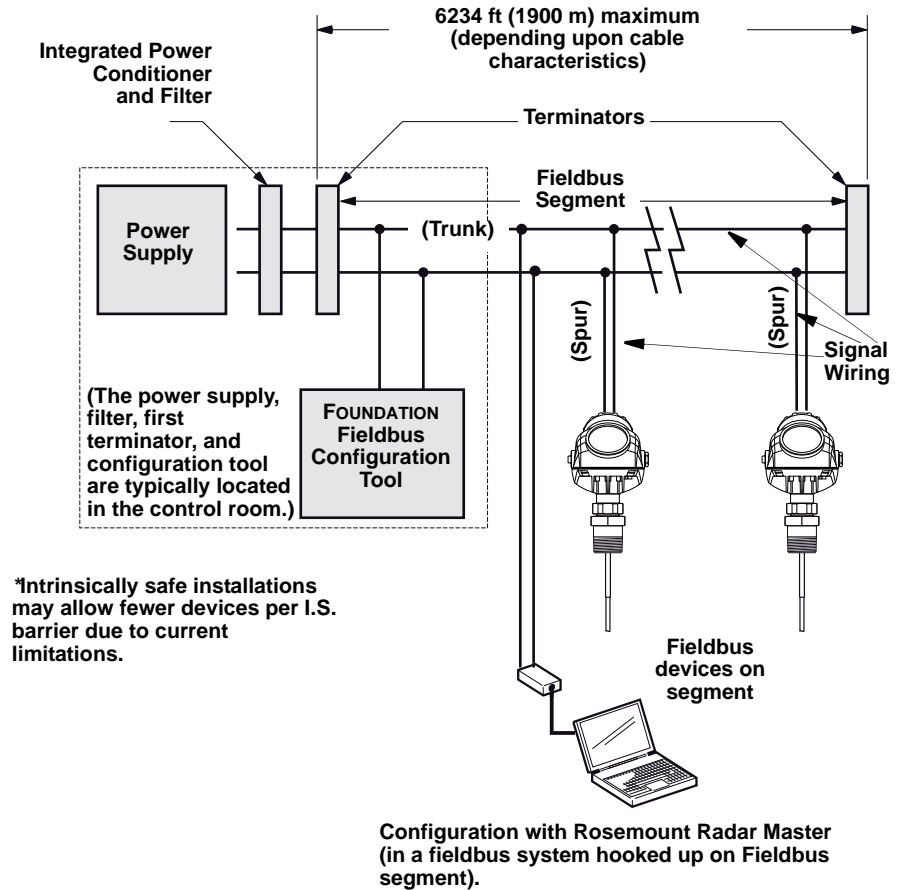 6234 ft (1900 m) maximum
(depending upon cable
characteristics)
Integrated Power
Conditioner
and Filter
Terminators
Fieldbus
Segment
Power
Supply
(Trunk)
(Spur)
(Spur)
Signal
Wiring
(The power supply,
filter, first
terminator, and
configuration tool
are typically located
in the control room.)
FOUNDATION
Fieldbus
Configuration
Tool
*Intrinsically safe installations
may allow fewer devices per I.S.
barrier due to current
limitations.
Fieldbus
devices on
segment
Configuration with Rosemount Radar Master
(in a fieldbus system hooked up on Fieldbus
segment).